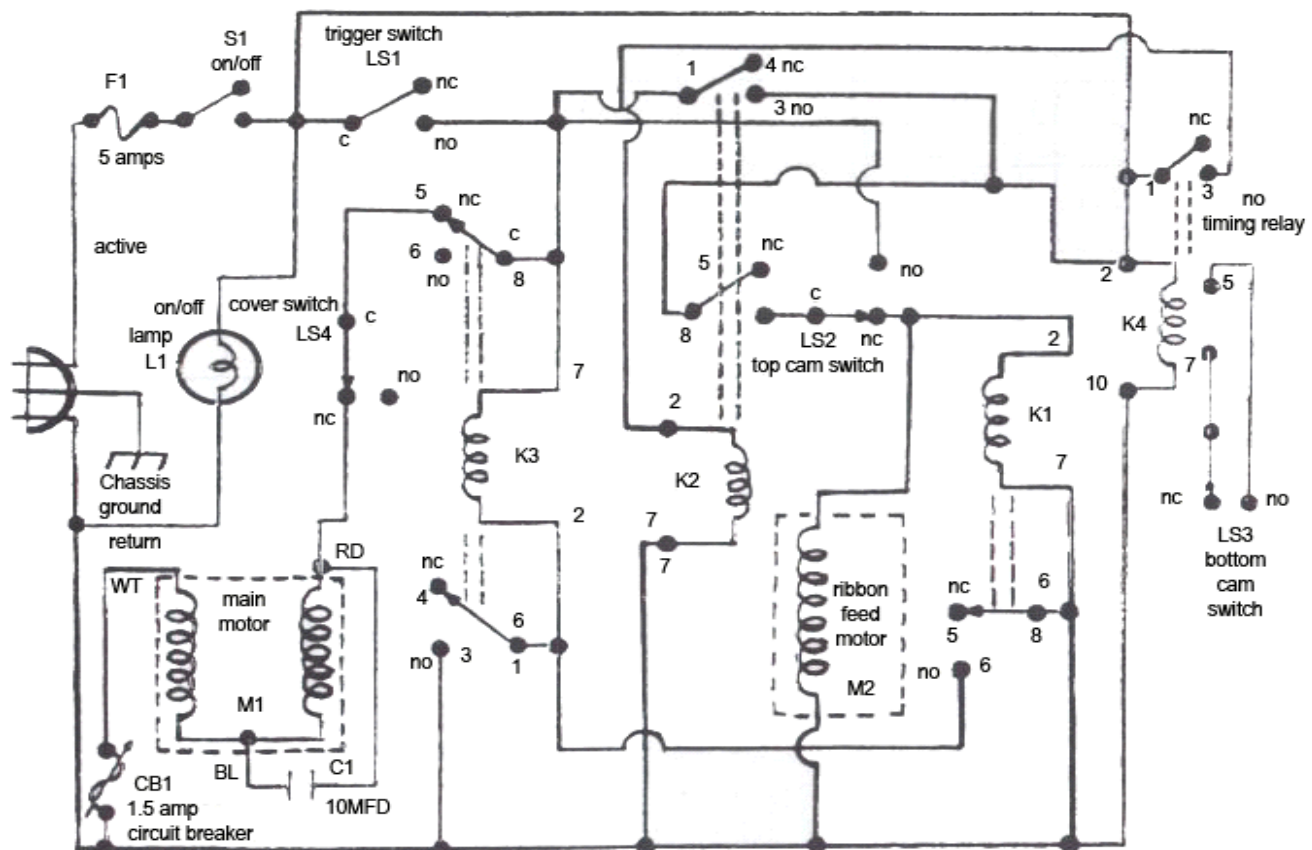 S1
on/off
trigger switch
LS1
F1
5 amps
nc
c
no
1
4 nc
3 no
nc
1
3
no
timing relay
active
5
nc
6
no
c
8
5
nc
no
2
5
on/off
lamp
L1
cover switch
LS4
c
no
nc
8
c
LS2
nc
top cam switch
K4
7
10
2
7
K3
2
2
K2
7
7
K1
7
nc
no
LS3
bottom
cam
switch
Chassis
ground
return
WT
RD
main
motor
M1
BL
C1
10MFD
CB1
1.5 amp
circuit breaker
nc
4
6
no
3
1
ribbon
feed
motor
M2
nc
6
5
8
no
6